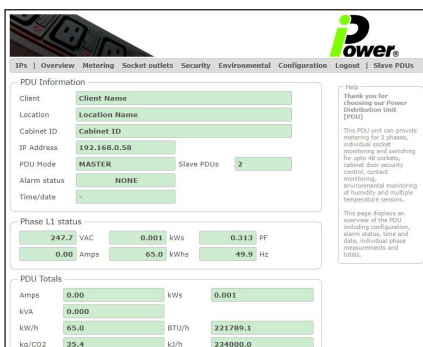 Power®
IPs | Overview Metering Socket outlets Security Environmental Configuration Logout | Slave PDUs
PDU Information
Client Client Name
Location Location Name
Cabinet ID Cabinet ID
IP Address 192.168.0.58
PDU Mode MASTER Slave PDUs 2
Alarm status NONE
Time/date -
Phase L1 status
247.7 VAC 0.001 kWs 0.313 PF
0.00 Amps 65.0 kWhs 49.9 Hz
PDU Totals
Amps 0.00 kWs 0.001
kVA 0.000
kW/h 65.0 BTU/h 221789.1
kg/CO2 35.4 kJ/h 234000.0
Help
Thank you for
choosing our Power
Distribution Unit
[PDU]
This PDU unit can provide
metering for 3 phases,
individual socket
monitoring and switching
for upto 48 sockets,
cabinet door security
control, contact
monitoring,
environmental monitoring
of humidity and multiple
temperature sensors.
This page displays an
overview of the PDU
including configuration,
alarm status, time and
date, individual phase
measurements and
totals.